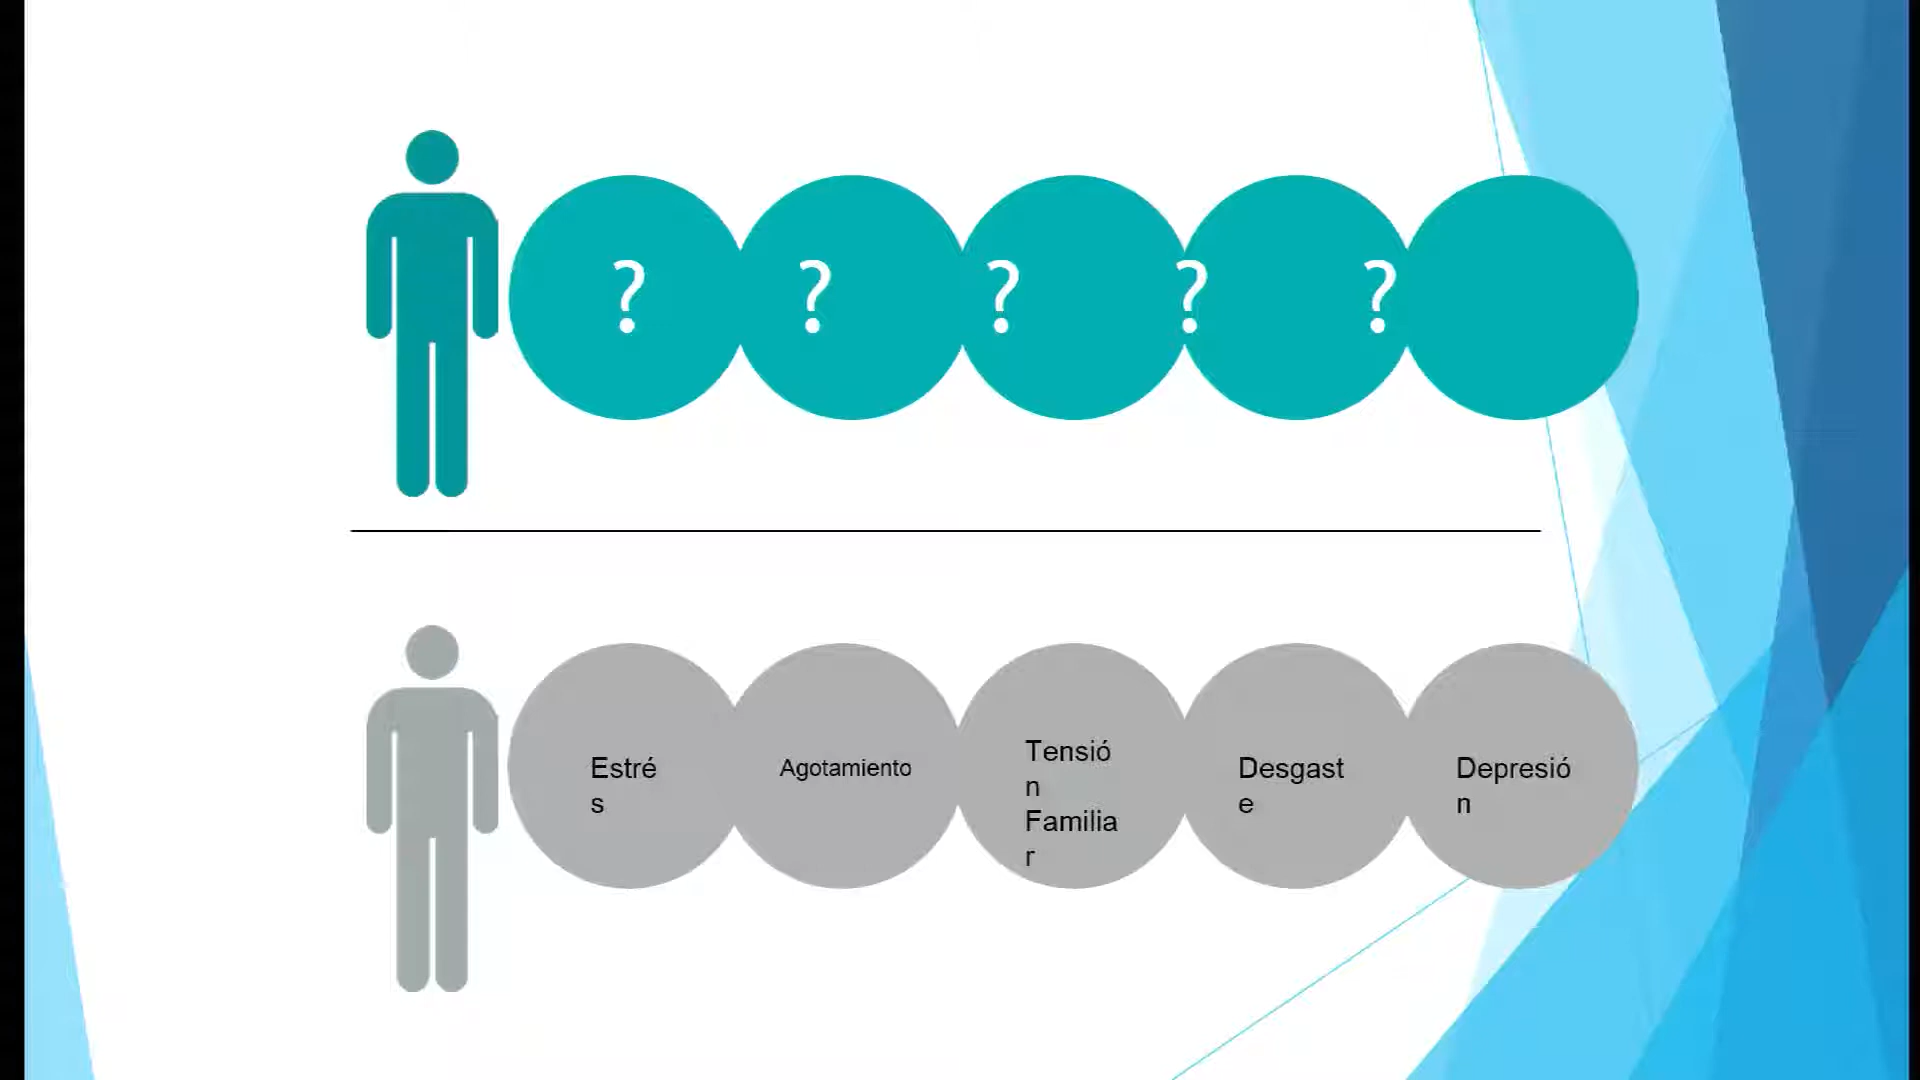 ? ? ? ? ?
Estré
s
Agotamiento
Tensió
n
Familia
r
Desgast
e
Depresió
n